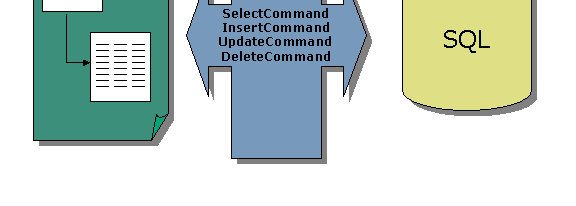 SelectCommand
InsertCommand
UpdateCommand
DeleteCommand
SQL